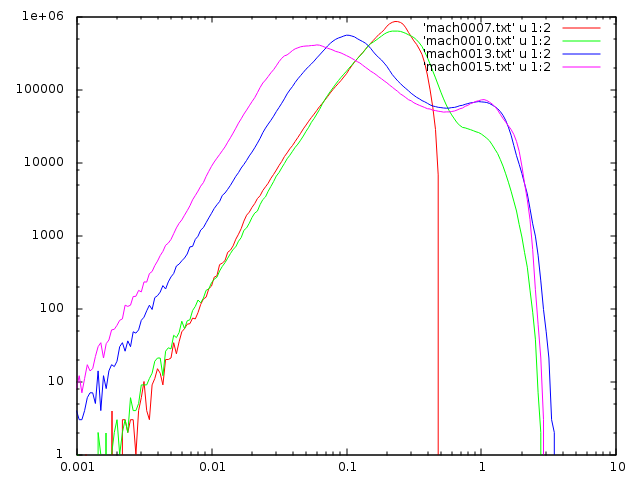 1e+06
'mach0007.txt' u 1:2
'mach0010.txt' u 1:2
'mach0013.txt' u 1:2
'mach0015.txt' u 1:2
100000
10000
1000
100
10
1
0.001 0.01 0.1 1 10